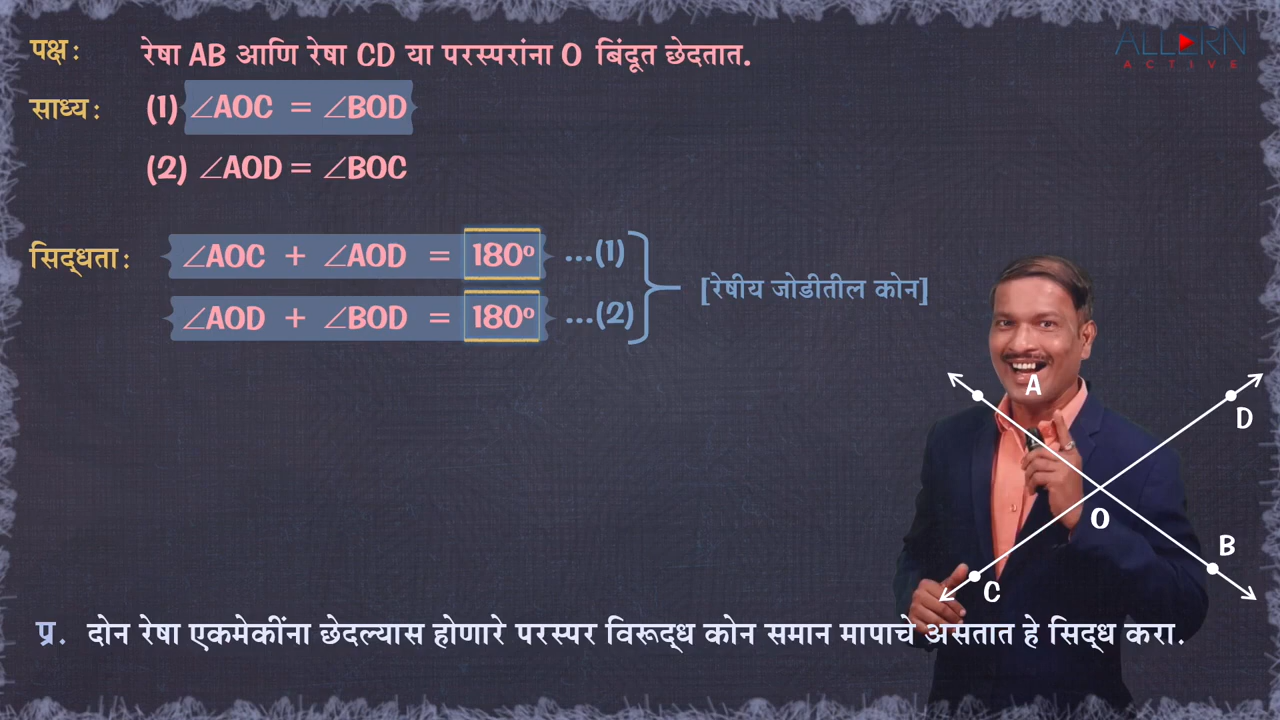 पक्ष :
रेषा AB आणि रेषा CD या परस्परांना O बिंदूत छेदतात.
ALLERN
ACTIVE
साध्य :
(1) ∠AOC = ∠BOD
(2) ∠AOD = ∠BOC
सिद्धता :
∠AOC + ∠AOD = 180° ...(1)
∠AOD + ∠BOD = 180° ...(2)
[रेषीय जोडीतील कोन]
A
D
O
B
C
प्र. दोन रेषा एकमेकींना छेदल्यास होणारे परस्पर विरूद्ध कोन समान मापाचे असतात हे सिद्ध करा.